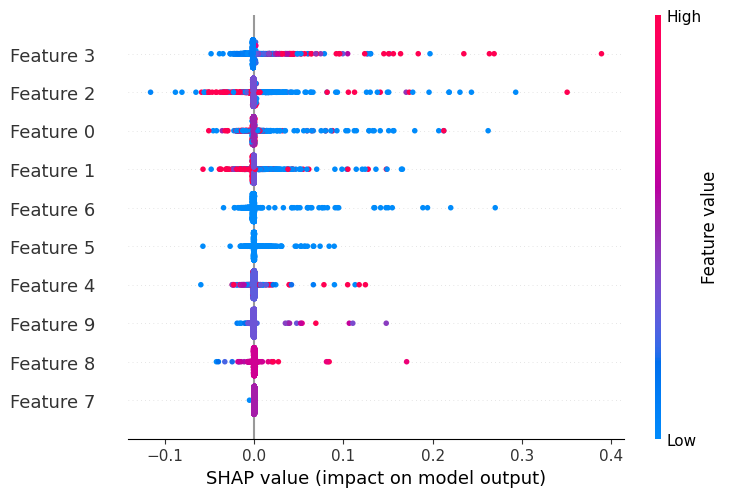 High
Feature 3
Feature 2
Feature 0
Feature 1
Feature 6
Feature 5
Feature 4
Feature 9
Feature 8
Feature 7
Feature value
Low
−0.1 0.0 0.1 0.2 0.3 0.4
SHAP value (impact on model output)